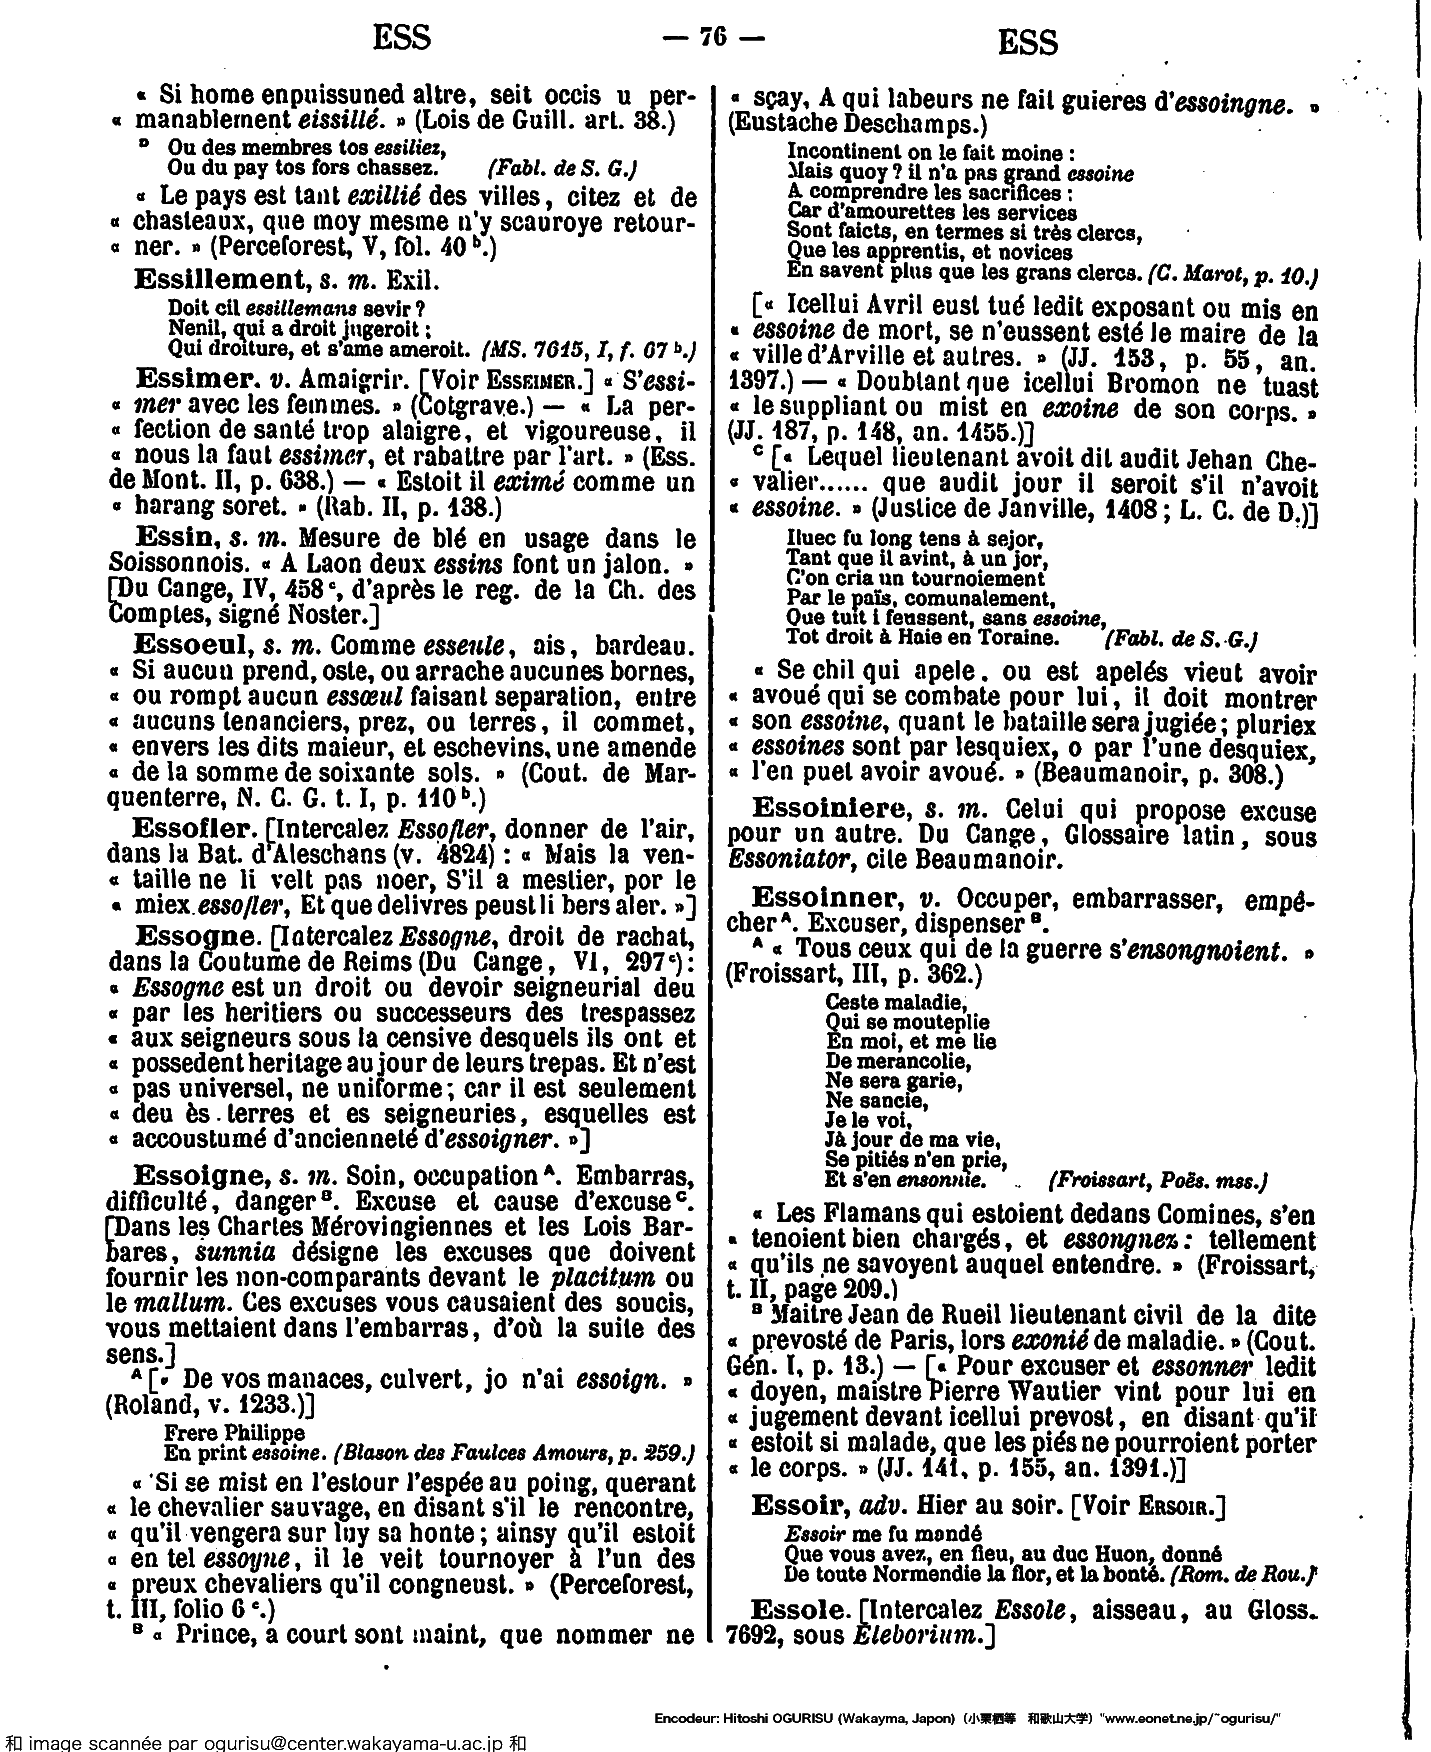 ESS — 76 — ESS
« Si home enpuissuned altre, seit occis u per-
« manablement eissillé. » (Lois de Guill. art. 38.)
D Ou des membres tos essiliez,
Ou du pay tos fors chassez. (Fabl. de S. G.)
« Le pays est tant exillié des villes, citez et de
« chasteaux, que moy mesme n'y scauroye retour-
« ner. » (Perceforest, V, fol. 40 b.)
Essillement, s. m. Exil.
Doit cil essillemans sevir ?
Nenil, qui a droit jugeroit ;
Qui droiture, et s'ame ameroit. (MS. 7615, I, f. 67 b.)
Essimer. v. Amaigrir. [Voir ESSEIMER.] « S'essi-
« mer avec les femmes. » (Cotgrave.) — « La per-
« fection de santé trop alaigre, et vigoureuse, il
« nous la faut essimer, et rabattre par l'art. » (Ess.
de Mont. II, p. 638.) — « Estoit il eximé comme un
« harang soret. » (Rab. II, p. 138.)
Essin, s. m. Mesure de blé en usage dans le
Soissonnois. « A Laon deux essins font un jalon. »
[Du Cange, IV, 458 c, d'après le reg. de la Ch. des
Comptes, signé Noster.]
Essoeul, s. m. Comme esseule, ais, bardeau.
« Si aucun prend, oste, ou arrache aucunes bornes,
« ou rompt aucun essœul faisant separation, entre
« aucuns tenanciers, prez, ou terres, il commet,
« envers les dits maieur, et eschevins, une amende
« de la somme de soixante sols. » (Cout. de Mar-
quenterre, N. C. G. t. I, p. 110 b.)
Essofler. [Intercalez Essofler, donner de l'air,
dans la Bat. d'Aleschans (v. 4824) : « Mais la ven-
« taille ne li velt pas noer, S'il a mestier, por le
« miex essofler, Et que delivres peust li bers aler. »]
Essogne. [Intercalez Essogne, droit de rachat,
dans la Coutume de Reims (Du Cange, VI, 297 c) :
« Essogne est un droit ou devoir seigneurial deu
« par les heritiers ou successeurs des trespassez
« aux seigneurs sous la censive desquels ils ont et
« possedent heritage au jour de leurs trepas. Et n'est
« pas universel, ne uniforme ; car il est seulement
« deu ès terres et es seigneuries, esquelles est
« accoustumé d'ancienneté d'essoigner. »]
Essoigne, s. m. Soin, occupation A. Embarras,
difficulté, danger B. Excuse et cause d'excuse C.
[Dans les Chartes Mérovingiennes et les Lois Bar-
bares, sunnia désigne les excuses que doivent
fournir les non-comparants devant le placitum ou
le mallum. Ces excuses vous causaient des soucis,
vous mettaient dans l'embarras, d'où la suite des
sens.]
A [« De vos manaces, culvert, jo n'ai essoign. »
(Roland, v. 1233.)]
Frere Philippe
En print essoine. (Blason des Faulces Amours, p. 259.)
« Si se mist en l'estour l'espée au poing, querant
« le chevalier sauvage, en disant s'il le rencontre,
« qu'il vengera sur luy sa honte ; ainsy qu'il estoit
« en tel essoyne, il le veit tournoyer à l'un des
« preux chevaliers qu'il congneust. » (Perceforest,
t. III, folio 6 c.)
B « Prince, a court sont maint, que nommer ne
« sçay, A qui labeurs ne fait guieres d'essoingne. »
(Eustache Deschamps.)
Incontinent on le fait moine :
Mais quoy ? il n'a pas grand essoine
A comprendre les sacrifices :
Car d'amourettes les services
Sont faicts, en termes si très clercs,
Que les apprentis, et novices
En savent plus que les grans clercs. (C. Marot, p. 10.)
[« Icellui Avril eust tué ledit exposant ou mis en
« essoine de mort, se n'eussent esté le maire de la
« ville d'Arville et autres. » (JJ. 153, p. 55, an.
1397.) — « Doubtant que icellui Bromon ne tuast
« le suppliant ou mist en exoine de son corps. »
(JJ. 187, p. 148, an. 1455.)]
C [« Lequel lieutenant avoit dit audit Jehan Che-
« valier...... que audit jour il seroit s'il n'avoit
« essoine. » (Justice de Janville, 1408 ; L. C. de D.)]
Iluec fu long tens à sejor,
Tant que il avint, à un jor,
C'on cria un tournoiement
Par le païs, comunalement,
Que tuit i feussent, sans essoine,
Tot droit à Haie en Toraine. (Fabl. de S. G.)
« Se chil qui apele, ou est apelés vieut avoir
« avoué qui se combate pour lui, il doit montrer
« son essoine, quant le bataille sera jugiée ; pluriex
« essoines sont par lesquiex, o par l'une desquiex,
« l'en puet avoir avoué. » (Beaumanoir, p. 308.)
Essoiniere, s. m. Celui qui propose excuse
pour un autre. Du Cange, Glossaire latin, sous
Essoniator, cite Beaumanoir.
Essoinner, v. Occuper, embarrasser, empê-
cher A. Excuser, dispenser B.
A « Tous ceux qui de la guerre s'ensongnoient. »
(Froissart, III, p. 362.)
Ceste maladie,
Qui se mouteplie
En moi, et me lie
De merancolie,
Ne sera garie,
Ne sancie,
Je le voi,
Jà jour de ma vie,
Se pitiés n'en prie,
Et s'en ensonnie. (Froissart, Poës. mss.)
« Les Flamans qui estoient dedans Comines, s'en
« tenoient bien chargés, et essongnez : tellement
« qu'ils ne savoyent auquel entendre. » (Froissart,
t. II, page 209.)
B Maitre Jean de Rueil lieutenant civil de la dite
« prevosté de Paris, lors exonié de maladie. » (Cout.
Gén. I, p. 13.) — [« Pour excuser et essonner ledit
« doyen, maistre Pierre Wautier vint pour lui en
« jugement devant icellui prevost, en disant qu'il
« estoit si malade, que les piés ne pourroient porter
« le corps. » (JJ. 141, p. 155, an. 1391.)]
Essoir, adv. Hier au soir. [Voir ERSOIR.]
Essoir me fu mandé
Que vous avez, en fieu, au duc Huon, donné
De toute Normendie la flor, et la bonté. (Rom. de Rou.)
Essole. [Intercalez Essole, aisseau, au Gloss.
7692, sous Eleborium.]
Encodeur: Hitoshi OGURISU (Wakayma, Japon) (小栗栖等 和歌山大学) "www.eonet.ne.jp/~ogurisu/"
和 image scannée par ogurisu@center.wakayama-u.ac.jp 和